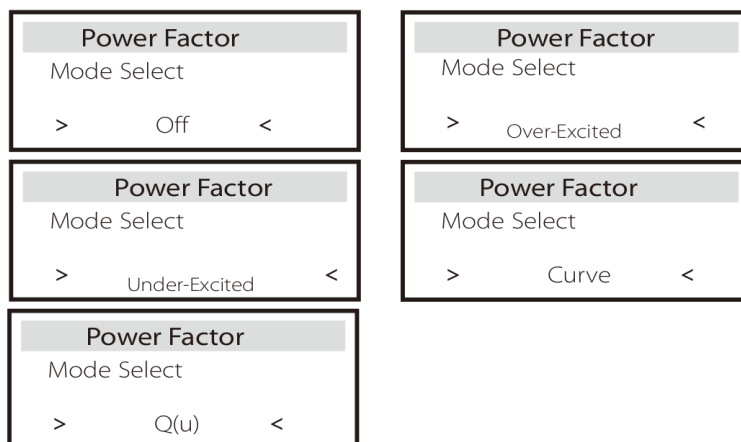 Power Factor
Mode Select
> Off <
Power Factor
Mode Select
> Over-Excited <
Power Factor
Mode Select
> Under-Excited <
Power Factor
Mode Select
> Curve <
Power Factor
Mode Select
> Q(u) <